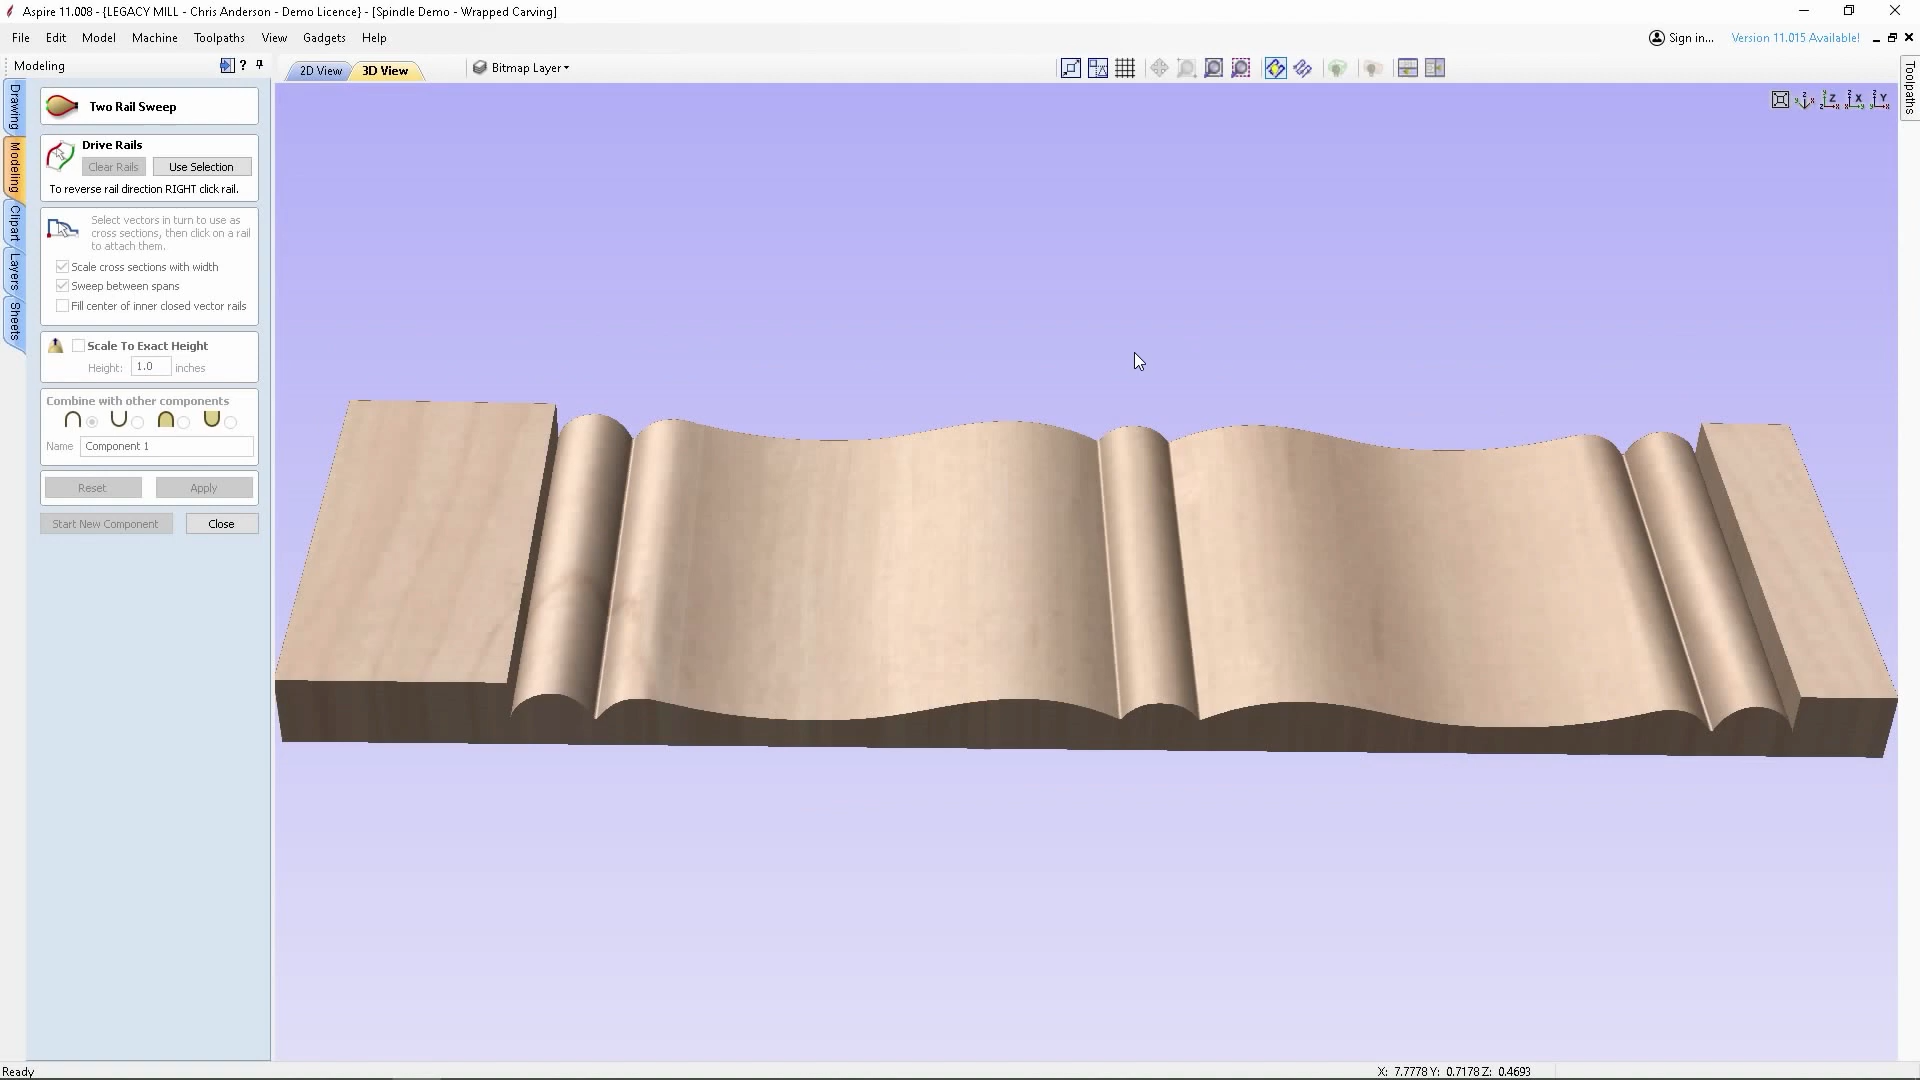 Aspire 11.008 - {LEGACY MILL - Chris Anderson - Demo Licence} - [Spindle Demo - Wrapped Carving]
File Edit Model Machine Toolpaths View Gadgets Help
Sign in...
Version 11.015 Available!
Modeling
?
2D View
3D View
Bitmap Layer
Toolpaths
Drawing
Modeling
Clipart
Layers
Sheets
Two Rail Sweep
Drive Rails
Clear Rails
Use Selection
To reverse rail direction RIGHT click rail.
Select vectors in turn to use as
cross sections, then click on a rail
to attach them.
Scale cross sections with width
Sweep between spans
Fill center of inner closed vector rails
Scale To Exact Height
Height: 1.0 inches
Combine with other components
Name Component 1
Reset
Apply
Start New Component
Close
Ready
X: 7.7778 Y: 0.7178 Z: 0.4693